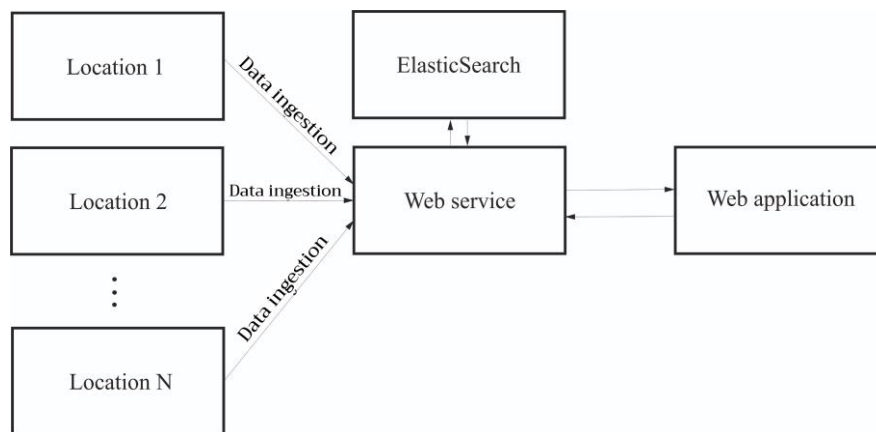 Location 1
Data ingestion
ElasticSearch
Location 2
Data ingestion
Web service
Web application
Data ingestion
Location N